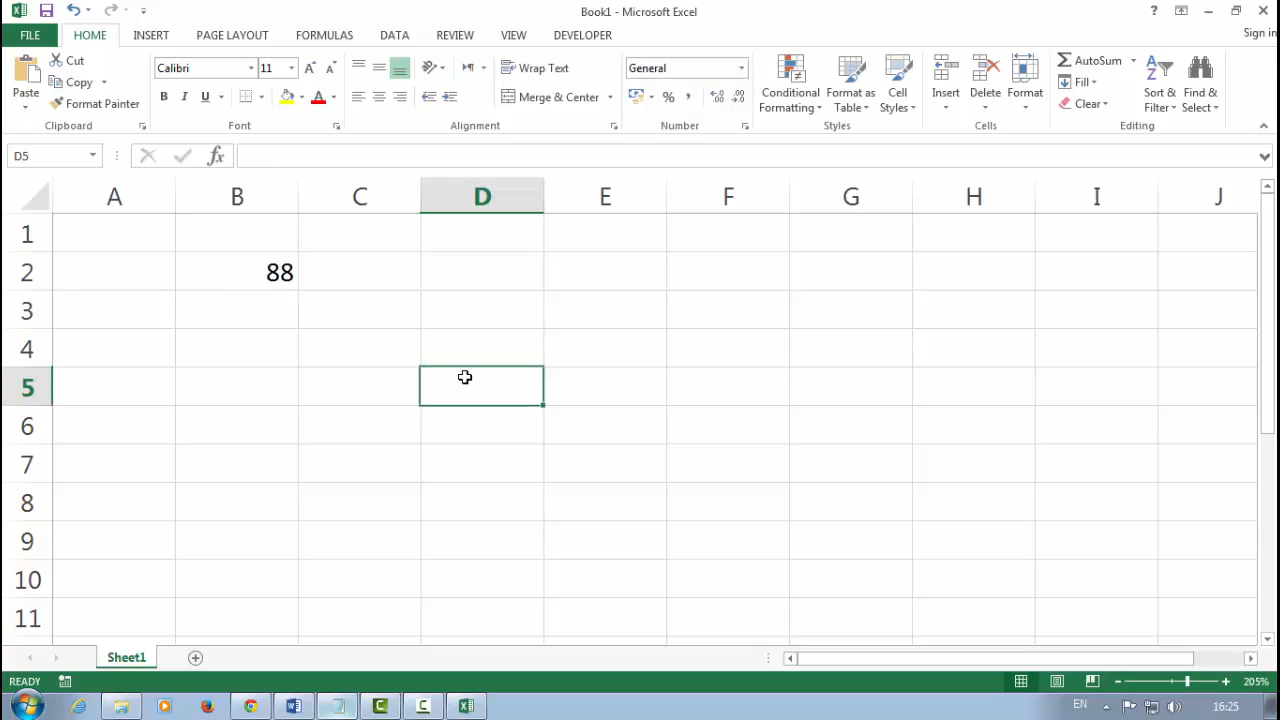 Book1 - Microsoft Excel
?
FILE HOME INSERT PAGE LAYOUT FORMULAS DATA REVIEW VIEW DEVELOPER Sign in
Paste
Cut
Copy
Format Painter
Clipboard
Calibri 11
B I U
Font
Wrap Text
Merge & Center
Alignment
General
%
Number
Conditional Formatting
Format as Table
Cell Styles
Styles
Insert
Delete
Format
Cells
AutoSum
Fill
Clear
Sort & Filter
Find & Select
Editing
D5
fx
A B C D E F G H I J
1
2 88
3
4
5
6
7
8
9
10
11
Sheet1
READY 205%
EN 16:25